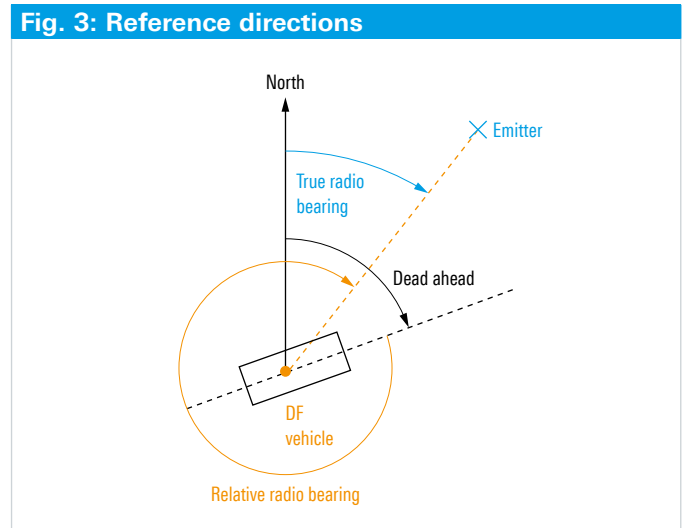 Fig. 3: Reference directions
North
Emitter
True radio
bearing
Dead ahead
DF
vehicle
Relative radio bearing